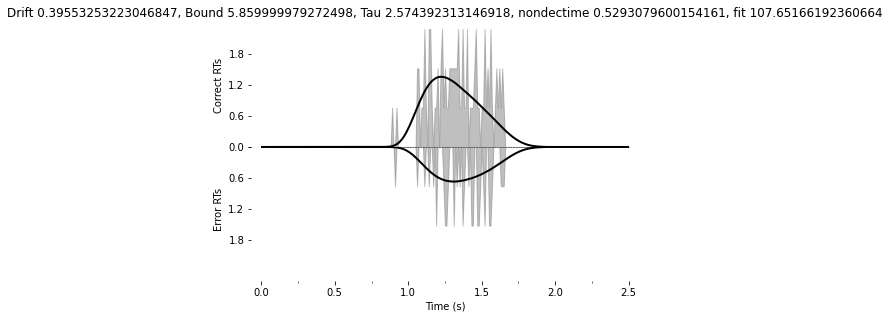 Drift 0.39553253223046847, Bound 5.859999979272498, Tau 2.574392313146918, nondectime 0.5293079600154161, fit 107.65166192360664
Correct RTs
1.8
1.2
0.6
0.0
Error RTs
0.6
1.2
1.8
0.0 0.5 1.0 1.5 2.0 2.5
Time (s)